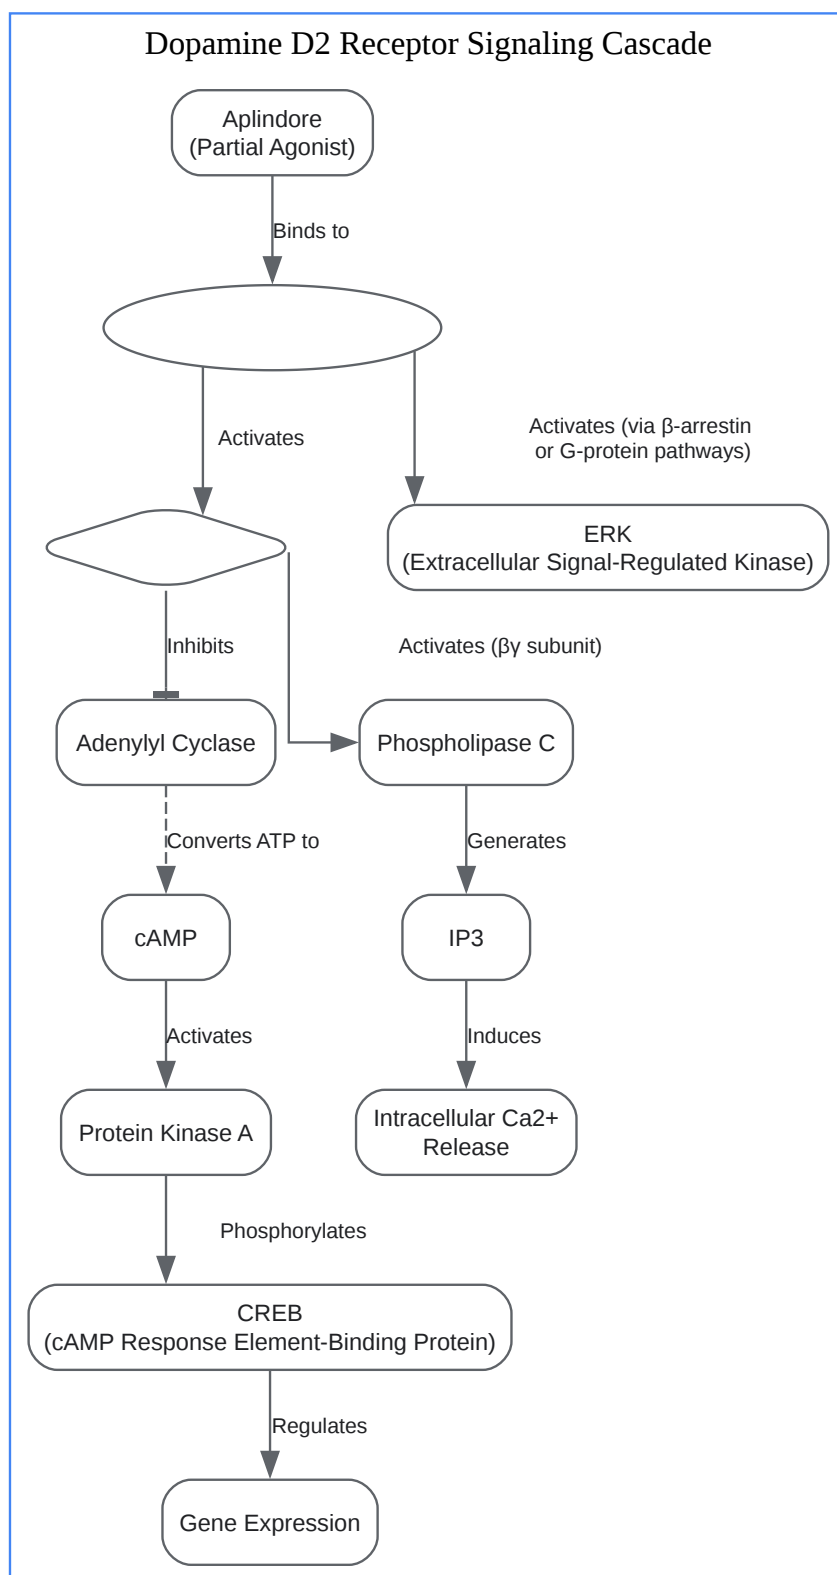 Dopamine D2 Receptor Signaling Cascade
Aplindore
(Partial Agonist)
Binds to
Activates
Activates (via β-arrestin
or G-protein pathways)
ERK
(Extracellular Signal-Regulated Kinase)
Inhibits
Activates (βγ subunit)
Adenylyl Cyclase
Phospholipase C
Converts ATP to
Generates
cAMP
IP3
Activates
Induces
Protein Kinase A
Intracellular Ca2+
Release
Phosphorylates
CREB
(cAMP Response Element-Binding Protein)
Regulates
Gene Expression